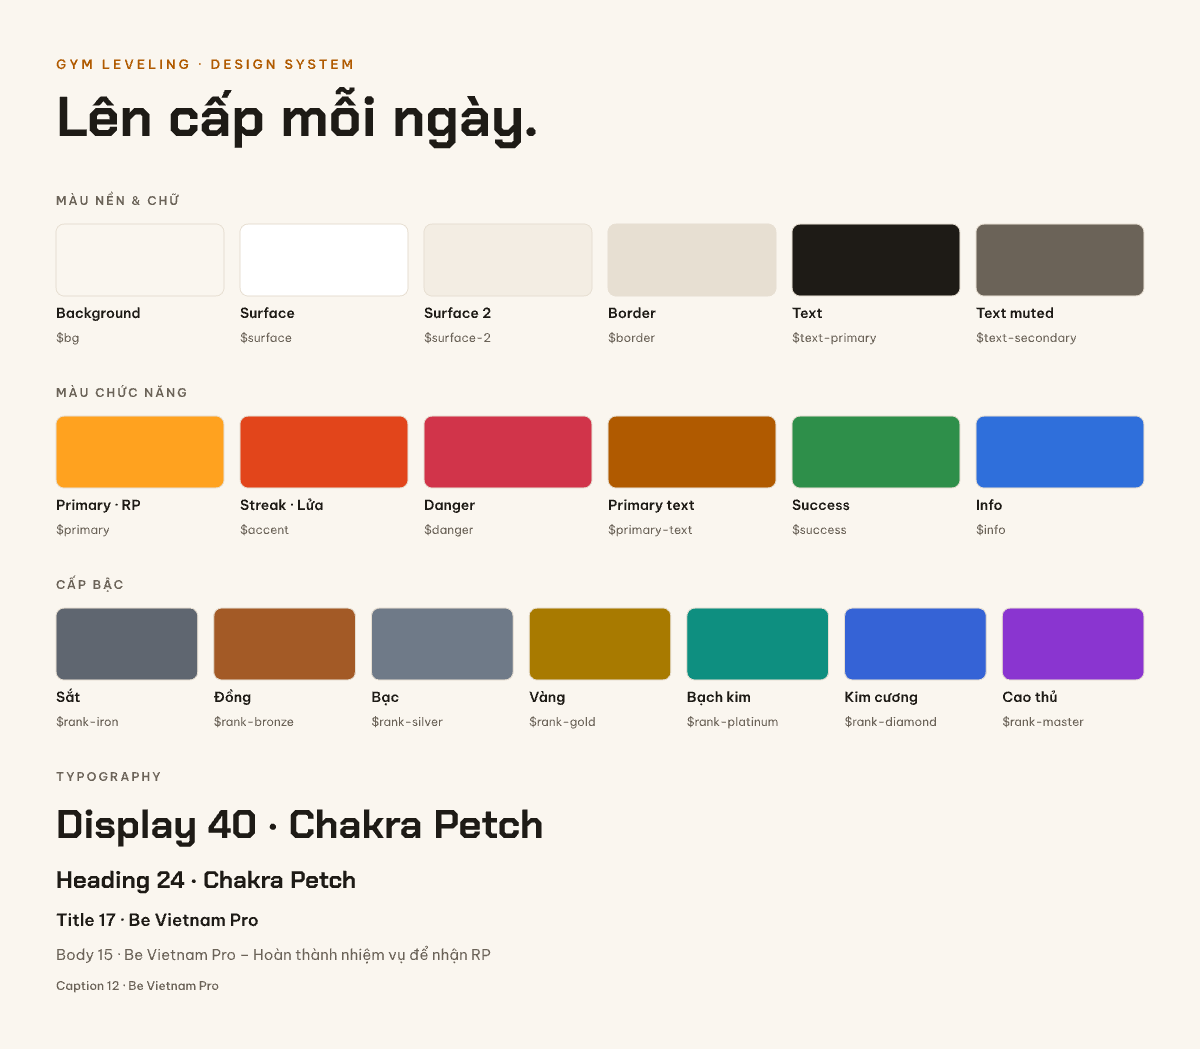 GYM LEVELING · DESIGN SYSTEM
Lên cấp mỗi ngày.
MÀU NỀN & CHỮ
Background
Surface
Surface 2
Border
Text
Text muted
$bg
$surface
$surface-2
$border
$text-primary
$text-secondary
MÀU CHỨC NĂNG
Primary · RP
Streak · Lửa
Danger
Primary text
Success
Info
$primary
$accent
$danger
$primary-text
$success
$info
CẤP BẬC
Sắt
Đồng
Bạc
Vàng
Bạch kim
Kim cương
Cao thủ
$rank-iron
$rank-bronze
$rank-silver
$rank-gold
$rank-platinum
$rank-diamond
$rank-master
TYPOGRAPHY
Display 40 · Chakra Petch
Heading 24 · Chakra Petch
Title 17 · Be Vietnam Pro
Body 15 · Be Vietnam Pro – Hoàn thành nhiệm vụ để nhận RP
Caption 12 · Be Vietnam Pro